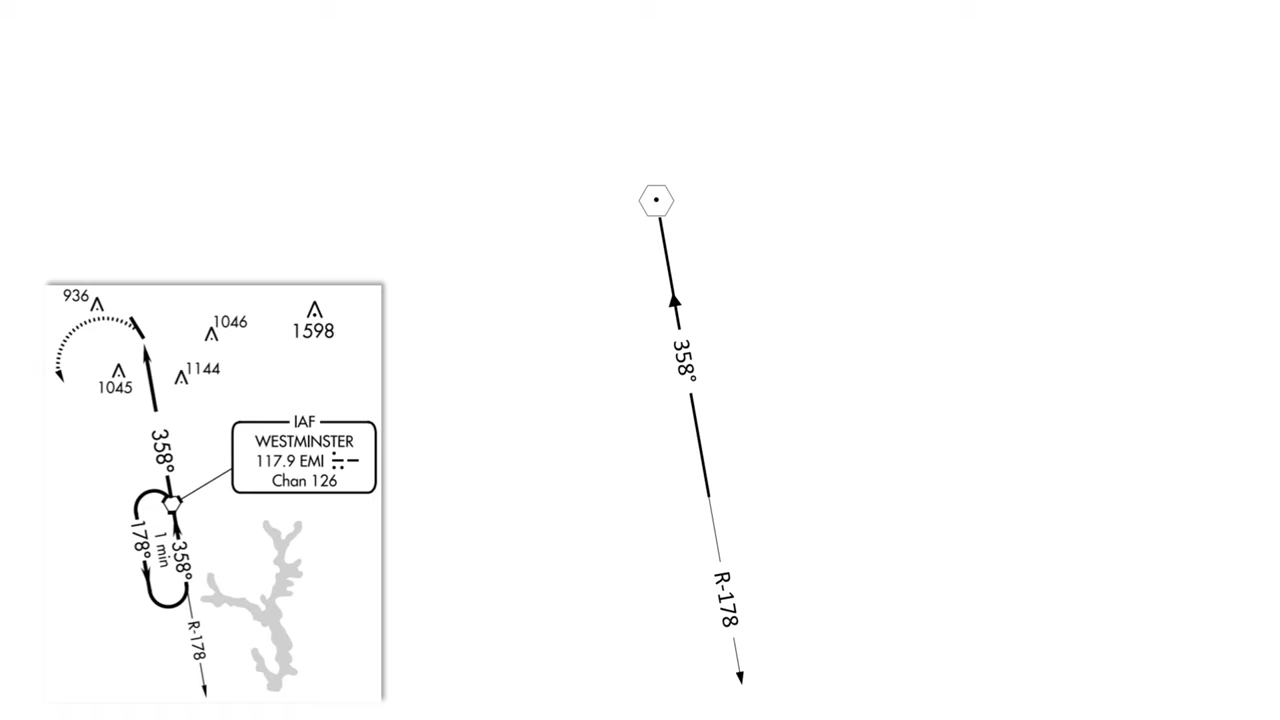 936
1046
1598
1045
1144
358°
IAF
WESTMINSTER
117.9 EMI
Chan 126
178°
1 min
358°
R-178
358°
R-178